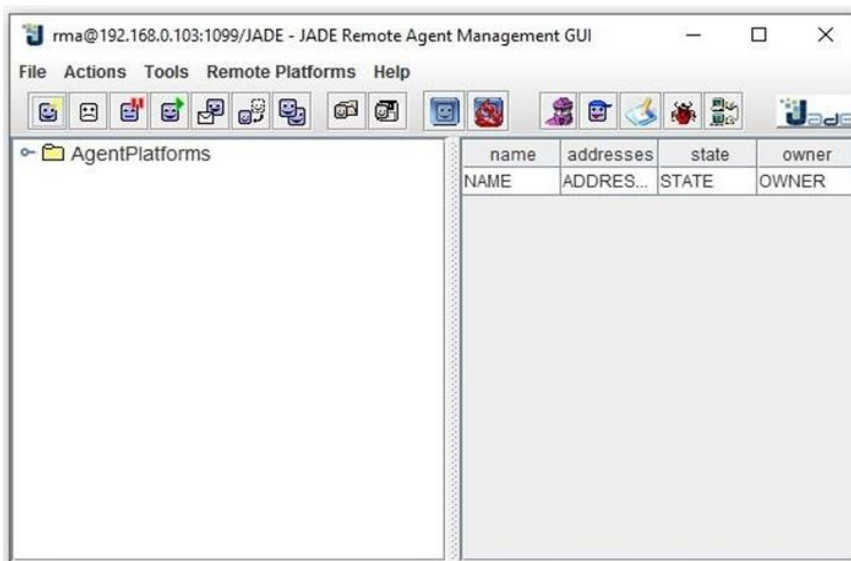 rma@192.168.0.103:1099/JADE - JADE Remote Agent Management GUI
File Actions Tools Remote Platforms Help
Jade
AgentPlatforms
name addresses state owner
NAME ADDRES... STATE OWNER